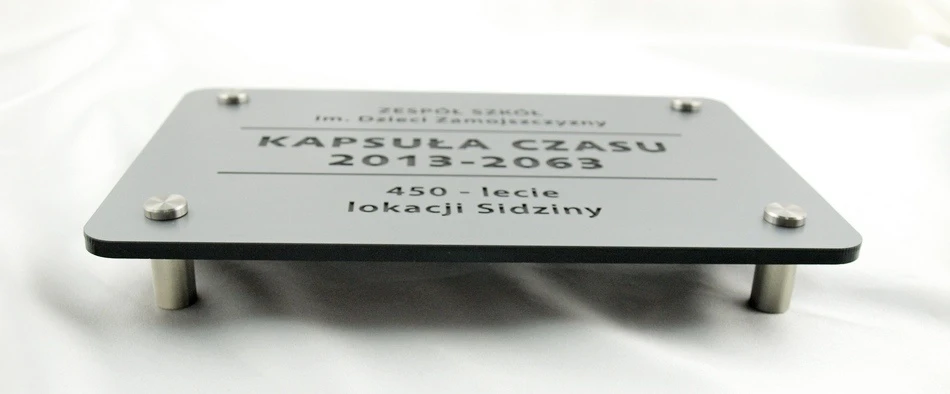 ZESPÓŁ SZKÓŁ
im. Dzieci Zamojszczyzny
KAPSUŁA CZASU
2013-2063
450 - lecie
lokacji Sidziny